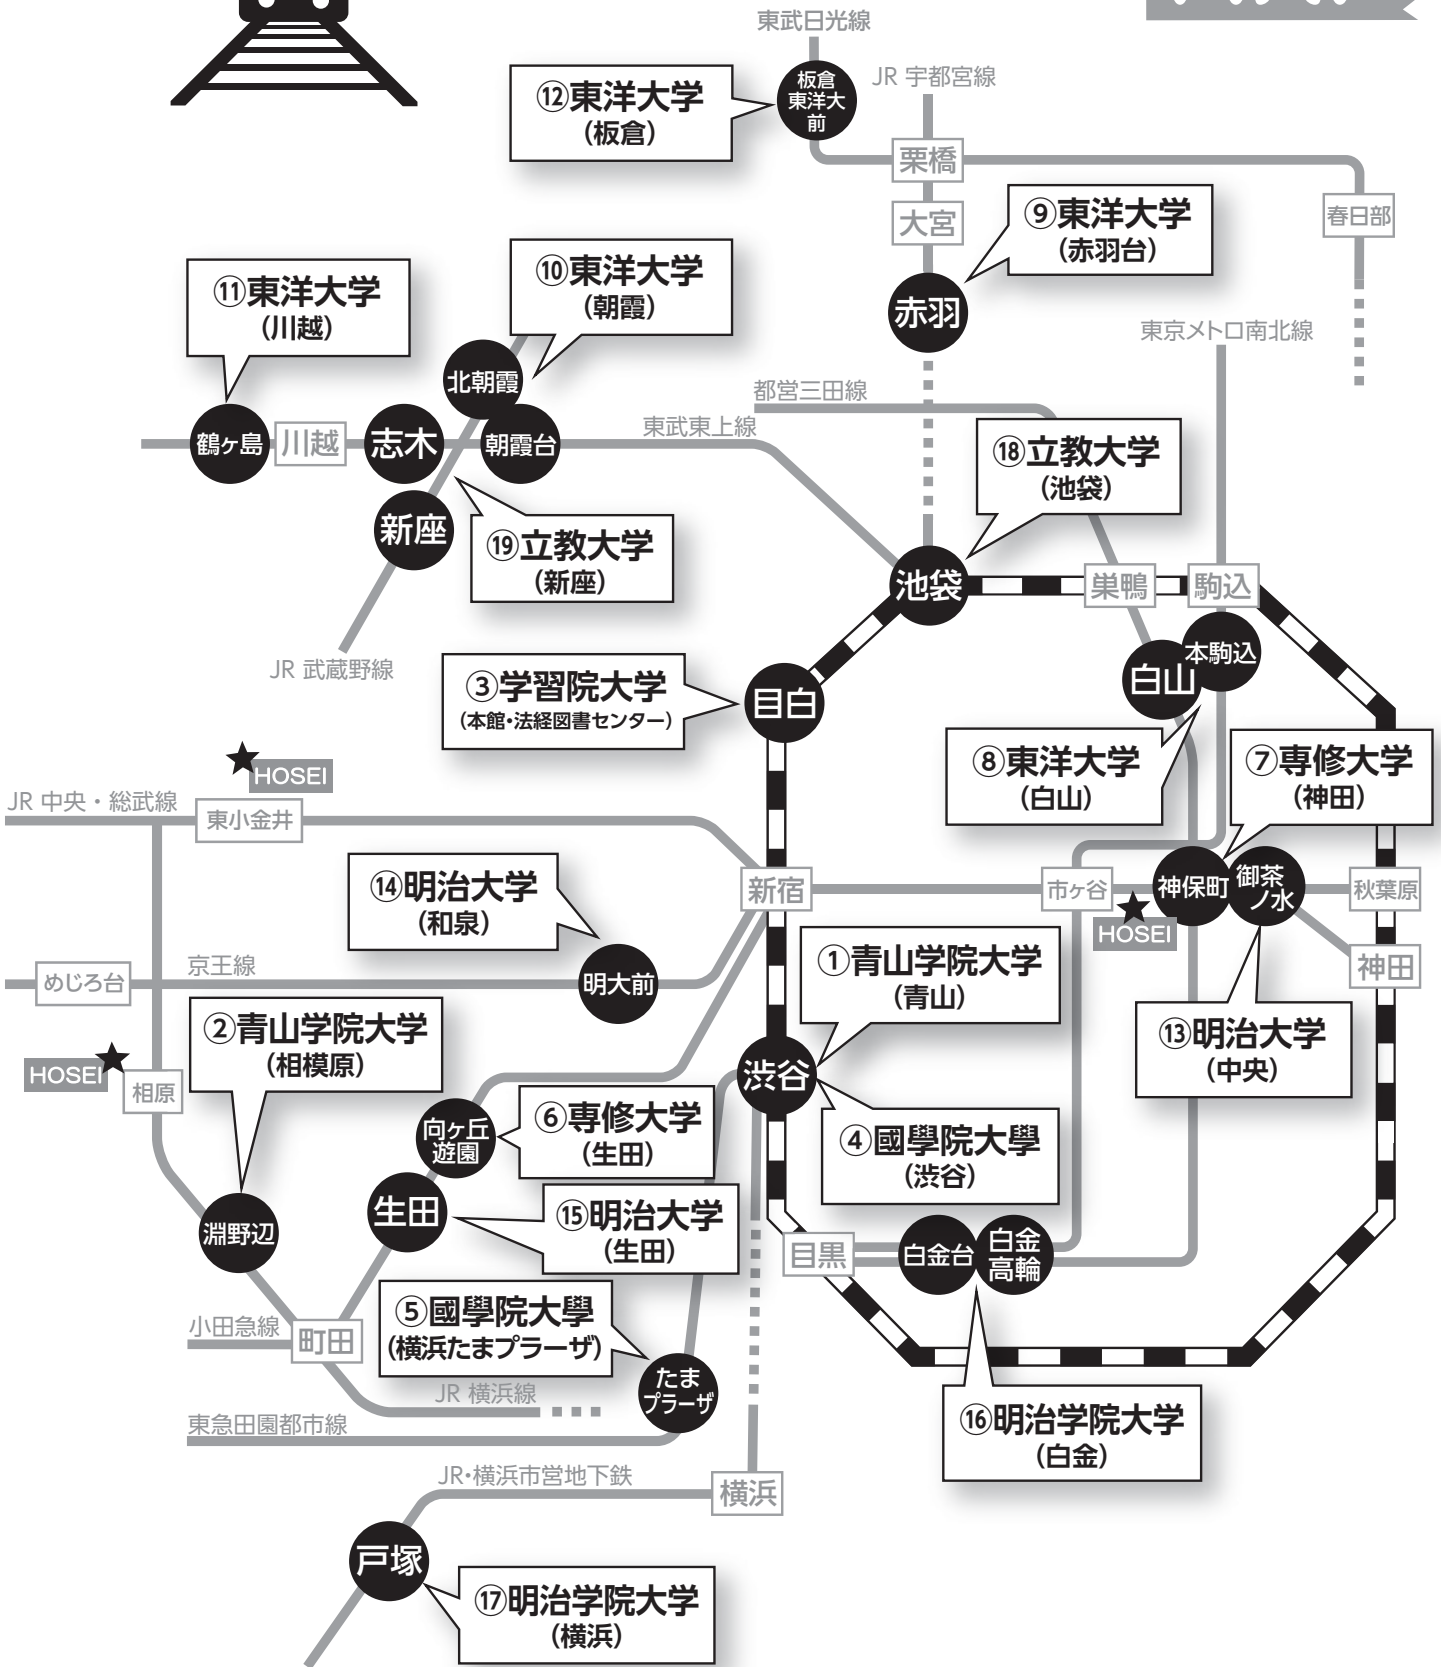 東武日光線
⑫東洋大学
(板倉)
板倉
東洋大
前
JR 宇都宮線
栗橋
大宮
⑨東洋大学
(赤羽台)
春日部
⑪東洋大学
(川越)
⑩東洋大学
(朝霞)
赤羽
東京メトロ南北線
北朝霞
都営三田線
鶴ヶ島
川越
志木
朝霞台
東武東上線
⑱立教大学
(池袋)
新座
⑲立教大学
(新座)
池袋
巣鴨
駒込
JR 武蔵野線
③学習院大学
(本館・法経図書センター)
目白
白山
本駒込
⑧東洋大学
(白山)
⑦専修大学
(神田)
HOSEI
JR 中央・総武線
東小金井
⑭明治大学
(和泉)
新宿
市ヶ谷
神保町
御茶
ノ水
秋葉原
HOSEI
神田
京王線
めじろ台
明大前
①青山学院大学
(青山)
②青山学院大学
(相模原)
⑬明治大学
(中央)
HOSEI
相原
渋谷
向ヶ丘
遊園
⑥専修大学
(生田)
④國學院大學
(渋谷)
生田
⑮明治大学
(生田)
淵野辺
目黒
白金台
白金
高輪
⑤國學院大學
(横浜たまプラーザ)
小田急線
町田
たま
プラーザ
JR 横浜線
東急田園都市線
⑯明治学院大学
(白金)
JR・横浜市営地下鉄
横浜
戸塚
⑰明治学院大学
(横浜)